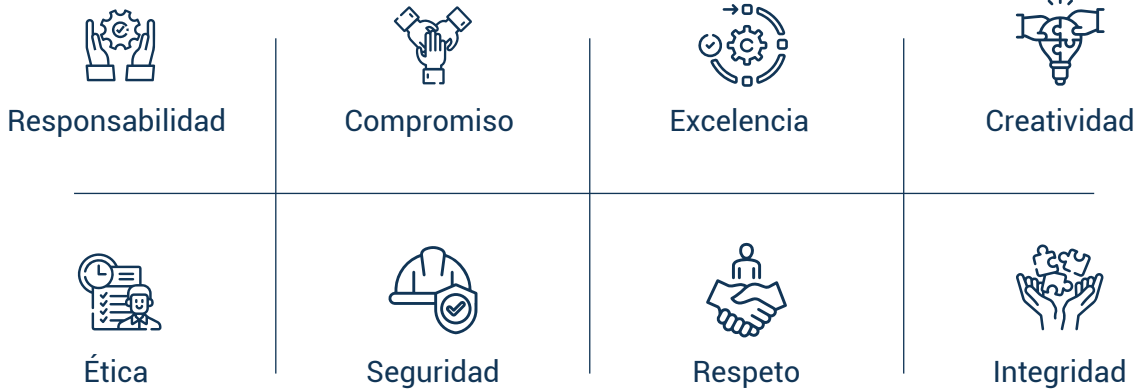 Responsabilidad
Compromiso
Excelencia
Creatividad
Ética
Seguridad
Respeto
Integridad